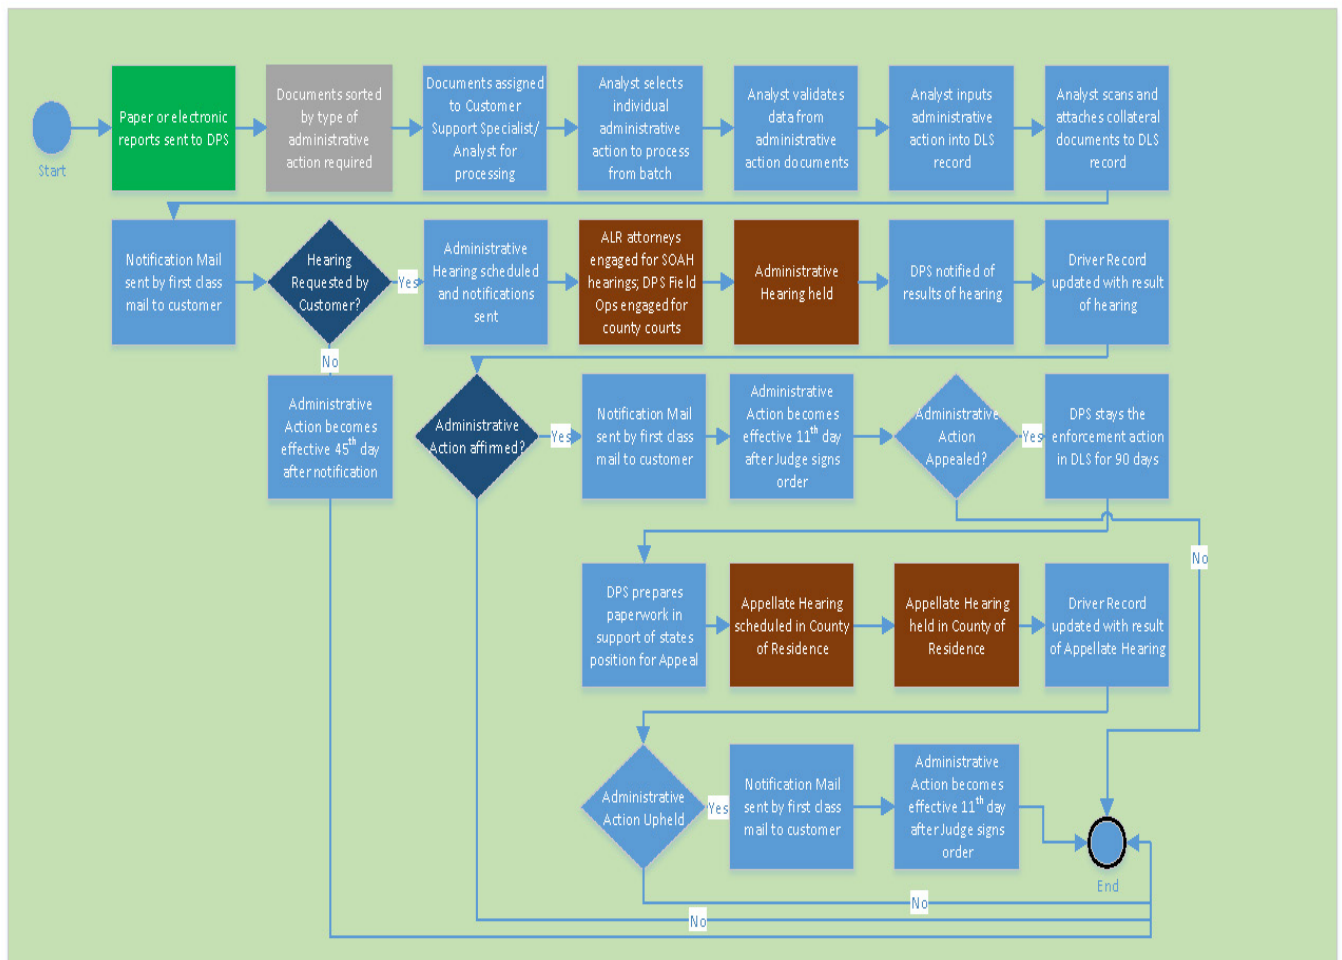 Start
Paper or electronic
reports sent to DPS
Documents sorted
by type of
administrative
action required
Documents assigned
to Customer
Support Specialist/
Analyst for
processing
Analyst selects
individual
administrative
action to process
from batch
Analyst validates
data from
administrative
action documents
Analyst inputs
administrative
action into DLS
record
Analyst scans and
attaches collateral
documents to DLS
record
Notification Mail
sent by first class
mail to customer
Hearing
Requested by
Customer?
Yes
Administrative
Hearing scheduled
and notifications
sent
ALR attorneys
engaged for SOAH
hearings; DPS Field
Ops engaged for
county courts
Administrative
Hearing held
DPS notified of
results of hearing
Driver Record
updated with result
of hearing
No
Administrative
Action becomes
effective 45th day
after notification
Administrative
Action affirmed?
Yes
Notification Mail
sent by first class
mail to customer
Administrative
Action becomes
effective 11th day
after Judge signs
order
Administrative
Action
Appealed?
Yes
DPS stays the
enforcement action
in DLS for 90 days
No
DPS prepares
paperwork in
support of states
position for Appeal
Appellate Hearing
scheduled in County
of Residence
Appellate Hearing
held in County of
Residence
Driver Record
updated with result
of Appellate Hearing
Administrative
Action Upheld
Yes
Notification Mail
sent by first class
mail to customer
Administrative
Action becomes
effective 11th day
after Judge signs
order
End
No
No